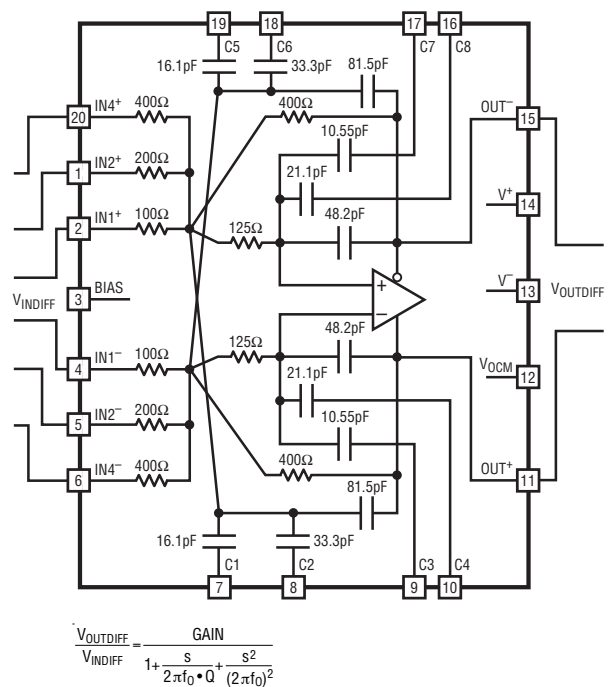 19 18 17 16
C5 C6 C7 C8
16.1pF 33.3pF 81.5pF
IN4+ 400Ω 400Ω OUT−
20 15
10.55pF
IN2+ 200Ω 21.1pF
1 V+ 14
IN1+ 100Ω 125Ω 48.2pF
2
VINDIFF 3 BIAS + V− 13 VOUTDIFF
−
48.2pF
IN1− 100Ω 125Ω
4 21.1pF VOCM 12
IN2− 200Ω 10.55pF
5
IN4− 400Ω 400Ω OUT+
6 11
81.5pF
16.1pF 33.3pF
C1 C2 C3 C4
7 8 9 10
VOUTDIFF GAIN
=
VINDIFF 1+ s/2πf0 • Q + s2/(2πf0)2